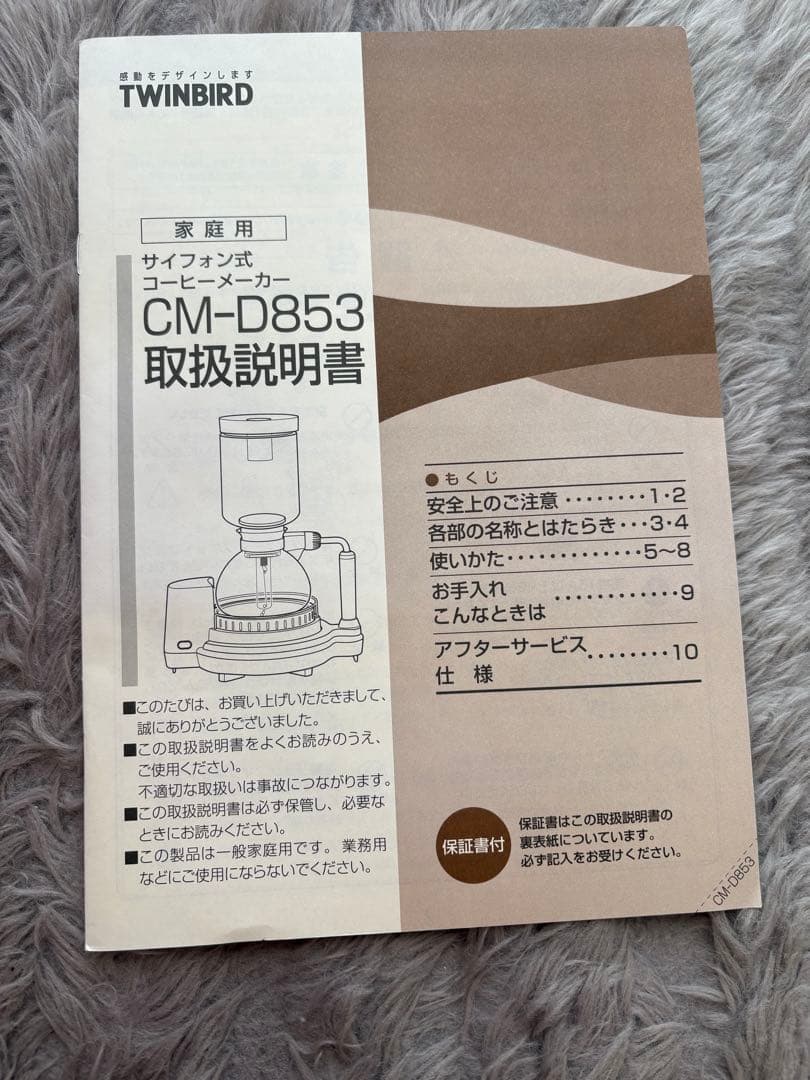 感動をデザインします
TWINBIRD
家庭用
サイフォン式
コーヒーメーカー
CM-D853
取扱説明書
■このたびは、お買い上げいただきまして、
誠にありがとうございました。
■この取扱説明書をよくお読みのうえ、
ご使用ください。
不適切な取扱いは事故につながります。
■この取扱説明書は必ず保管し、必要な
ときにお読みください。
■この製品は一般家庭用です。業務用
などにご使用にならないでください。
●もくじ
安全上のご注意・・・・・・・・1・2
各部の名称とはたらき・・・3・4
使いかた・・・・・・・・・・・・・5〜8
お手入れ
こんなときは・・・・・・・・・・・・9
アフターサービス
仕様・・・・・・・・10
保証書付
保証書はこの取扱説明書の
裏表紙についています。
必ず記入をお受けください。
CM-D853